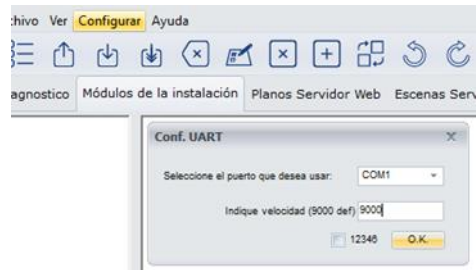 chivo Ver Configurar Ayuda
agnostico Módulos de la instalación Planos Servidor Web Escenas Serv
Conf. UART
Seleccione el puerto que desea usar: COM1
Indique velocidad (9000 def) 9000
12346 O.K.